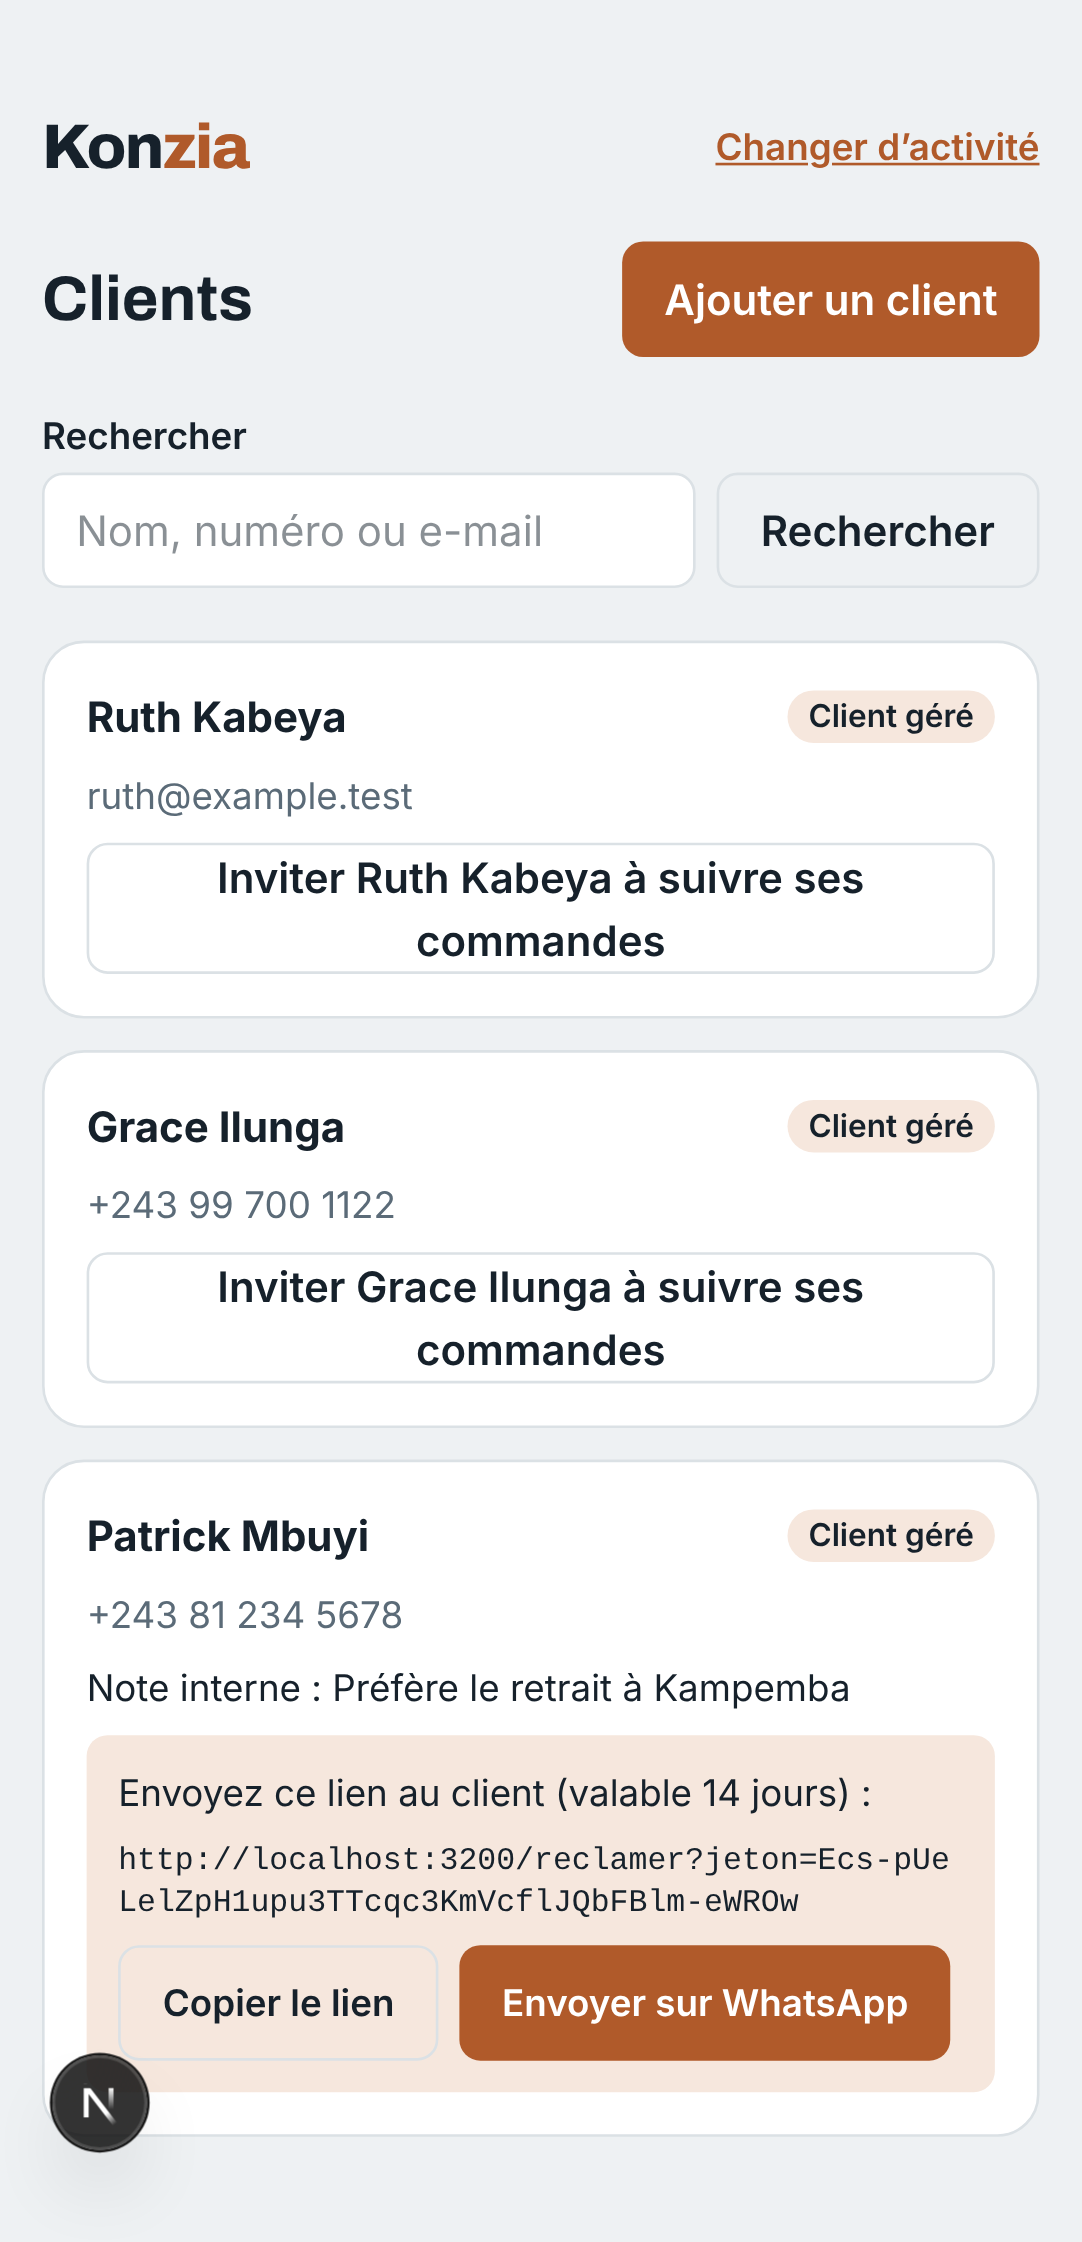 Konzia
Changer d’activité
Clients
Ajouter un client
Rechercher
Nom, numéro ou e-mail
Rechercher
Ruth Kabeya
Client géré
ruth@example.test
Inviter Ruth Kabeya à suivre ses
commandes
Grace Ilunga
Client géré
+243 99 700 1122
Inviter Grace Ilunga à suivre ses
commandes
Patrick Mbuyi
Client géré
+243 81 234 5678
Note interne : Préfère le retrait à Kampemba
Envoyez ce lien au client (valable 14 jours) :
http://localhost:3200/reclamer?jeton=Ecs-pUe
LelZpH1upu3TTcqc3KmVcflJQbFBlm-eWROw
Copier le lien
Envoyer sur WhatsApp
N